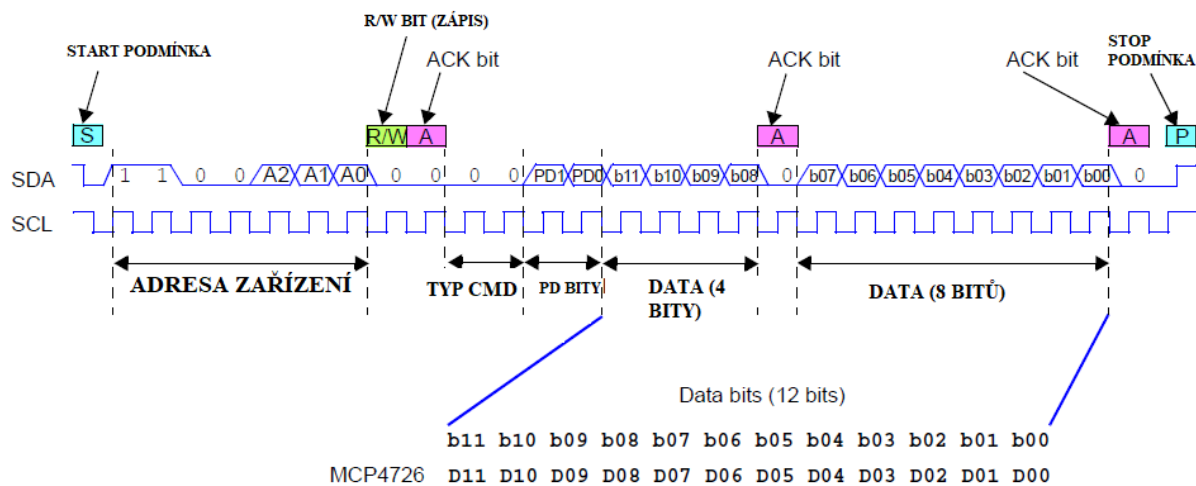 R/W BIT (ZÁPIS)
START PODMÍNKA
ACK bit
ACK bit
ACK bit
STOP
PODMÍNKA
S
R/W A
A
A
P
SDA 1 1 0 0 A2 A1 A0 0 0 0 0 PD1 PD0 b11 b10 b09 b08 0 b07 b06 b05 b04 b03 b02 b01 b00 0
SCL
ADRESA ZAŘÍZENÍ
TYP CMD
PD BITY
DATA (4
BITY)
DATA (8 BITŮ)
Data bits (12 bits)
b11 b10 b09 b08 b07 b06 b05 b04 b03 b02 b01 b00
MCP4726 D11 D10 D09 D08 D07 D06 D05 D04 D03 D02 D01 D00